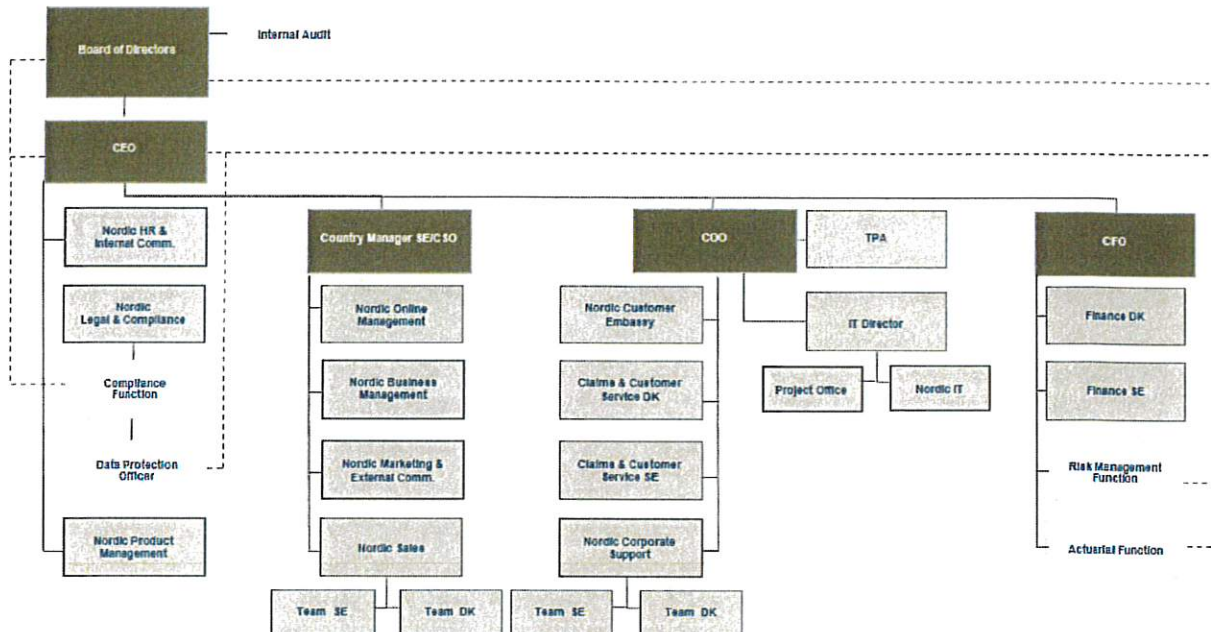 Board of Directors
Internal Audit
CEO
Nordic HR &
Internal Comm.
Nordic
Legal & Compliance
Compliance
Function
Data Protection
Officer
Nordic Product
Management
Country Manager SE/CSO
Nordic Online
Management
Nordic Business
Management
Nordic Marketing &
External Comm.
Nordic Sales
Team SE
Team DK
COO
TPA
Nordic Customer
Embassy
IT Director
Claims & Customer
Service DK
Project Office
Nordic IT
Claims & Customer
Service SE
Nordic Corporate
Support
Team SE
Team DK
CFO
Finance DK
Finance SE
Risk Management
Function
Actuarial Function